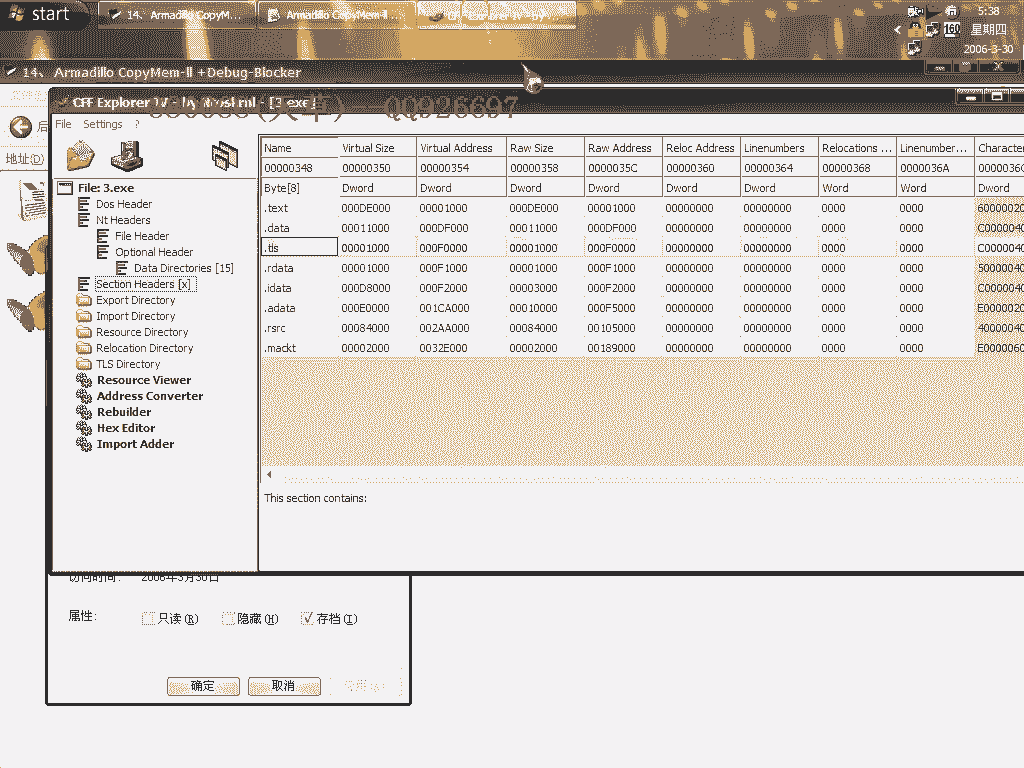 start
14、Armadillo CopyM...
Armadillo CopyMem-II ...
5:38
星期四
2006-3-30
14、Armadillo CopyMem-II +Debug-Blocker
CFF Explorer IV - by Ntoskrnl - [3.exe]
QQ926697
File Settings ?
地址(D)
File: 3.exe
Dos Header
Nt Headers
File Header
Optional Header
Data Directories [15]
Section Headers [x]
Export Directory
Import Directory
Resource Directory
Relocation Directory
TLS Directory
Resource Viewer
Address Converter
Rebuilder
Hex Editor
Import Adder
Name Virtual Size Virtual Address Raw Size Raw Address Reloc Address Linenumbers Relocations ... Linenumber... Character
00000348 00000350 00000354 00000358 0000035C 00000360 00000364 00000368 0000036A 0000036C
Byte[8] Dword Dword Dword Dword Dword Dword Word Word Dword
.text 000DE000 00001000 000DE000 00001000 00000000 00000000 0000 0000 6000002
.data 00011000 000DF000 00011000 000DF000 00000000 00000000 0000 0000 C000004
.tls 00001000 000F0000 00001000 000F0000 00000000 00000000 0000 0000 C000004
.rdata 00001000 000F1000 00001000 000F1000 00000000 00000000 0000 0000 5000004
.idata 000D8000 000F2000 00003000 000F2000 00000000 00000000 0000 0000 C000004
.adata 000E0000 001CA000 00010000 000F5000 00000000 00000000 0000 0000 E000002
.rsrc 00084000 002AA000 00084000 00105000 00000000 00000000 0000 0000 4000004
.mackt 00002000 0032E000 00002000 00189000 00000000 00000000 0000 0000 E000006
This section contains:
访问时间: 2006年3月30日
属性: 只读(R) 隐藏(H) 存档(I)
确定 取消